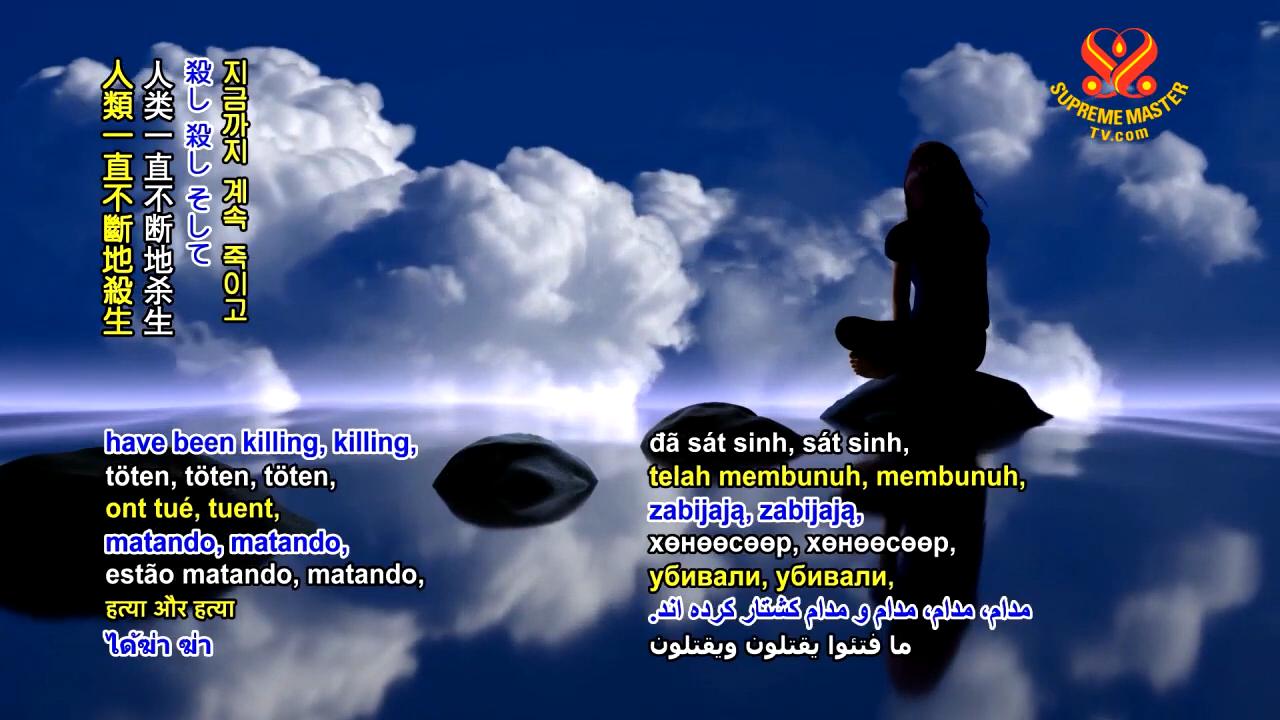 지금까지 계속 죽이고
殺し 殺し そして
人类一直不断地杀生
人類一直不斷地殺生
SUPREME MASTER
TV.com
have been killing, killing,
töten, töten, töten,
ont tué, tuent,
matando, matando,
estão matando, matando,
हत्या और हत्या
ได้ฆ่า ฆ่า
đã sát sinh, sát sinh,
telah membunuh, membunuh,
zabijają, zabijają,
хөнөөсөөр, хөнөөсөөр,
убивали, убивали,
مدام، مدام، مدام و مدام کشتار کرده اند.
ما فتئوا يقتلون ويقتلون